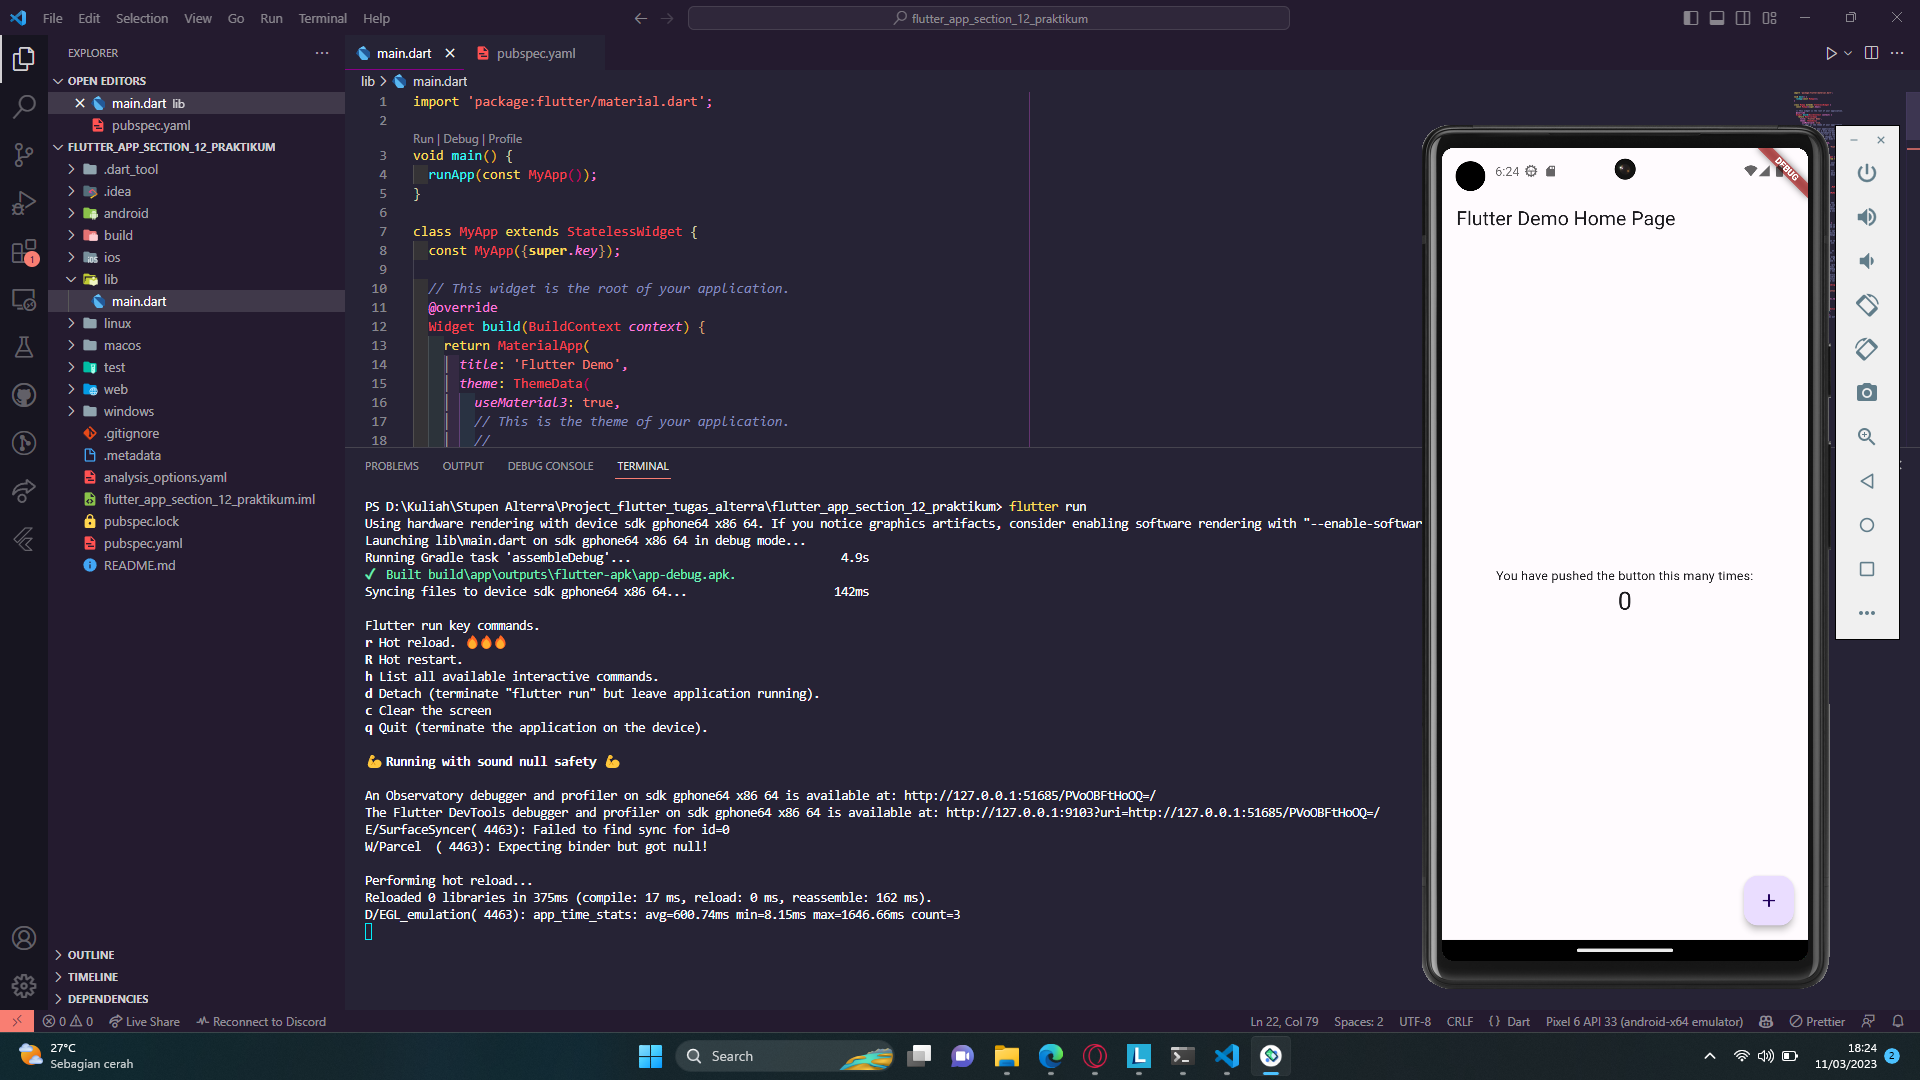 File Edit Selection View Go Run Terminal Help
flutter_app_section_12_praktikum
EXPLORER
OPEN EDITORS
main.dart lib
pubspec.yaml
FLUTTER_APP_SECTION_12_PRAKTIKUM
.dart_tool
.idea
android
build
ios
lib
main.dart
linux
macos
test
web
windows
.gitignore
.metadata
analysis_options.yaml
flutter_app_section_12_praktikum.iml
pubspec.lock
pubspec.yaml
README.md
OUTLINE
TIMELINE
DEPENDENCIES
1
main.dart
pubspec.yaml
lib > main.dart
1 import 'package:flutter/material.dart';
2
Run | Debug | Profile
3 void main() {
4 runApp(const MyApp());
5 }
6
7 class MyApp extends StatelessWidget {
8 const MyApp({super.key});
9
10 // This widget is the root of your application.
11 @override
12 Widget build(BuildContext context) {
13 return MaterialApp(
14 title: 'Flutter Demo',
15 theme: ThemeData(
16 useMaterial3: true,
17 // This is the theme of your application.
18 //
PROBLEMS OUTPUT DEBUG CONSOLE TERMINAL
PS D:\Kuliah\Stupen Alterra\Project_flutter_tugas_alterra\flutter_app_section_12_praktikum> flutter run
Using hardware rendering with device sdk gphone64 x86 64. If you notice graphics artifacts, consider enabling software rendering with "--enable-softwar
Launching lib\main.dart on sdk gphone64 x86 64 in debug mode...
Running Gradle task 'assembleDebug'... 4.9s
✓ Built build\app\outputs\flutter-apk\app-debug.apk.
Syncing files to device sdk gphone64 x86 64... 142ms
Flutter run key commands.
r Hot reload. 🔥🔥🔥
R Hot restart.
h List all available interactive commands.
d Detach (terminate "flutter run" but leave application running).
c Clear the screen
q Quit (terminate the application on the device).
💪 Running with sound null safety 💪
An Observatory debugger and profiler on sdk gphone64 x86 64 is available at: http://127.0.0.1:51685/PVoOBFtHoOQ=/
The Flutter DevTools debugger and profiler on sdk gphone64 x86 64 is available at: http://127.0.0.1:9103?uri=http://127.0.0.1:51685/PVoOBFtHoOQ=/
E/SurfaceSyncer( 4463): Failed to find sync for id=0
W/Parcel  ( 4463): Expecting binder but got null!
Performing hot reload...
Reloaded 0 libraries in 375ms (compile: 17 ms, reload: 0 ms, reassemble: 162 ms).
D/EGL_emulation( 4463): app_time_stats: avg=600.74ms min=8.15ms max=1646.66ms count=3
6:24
DEBUG
Flutter Demo Home Page
You have pushed the button this many times:
0
+
0 0 Live Share Reconnect to Discord
Ln 22, Col 79 Spaces: 2 UTF-8 CRLF {} Dart Pixel 6 API 33 (android-x64 emulator) Prettier
27°C
Sebagian cerah
Search
L
18:24
11/03/2023
2